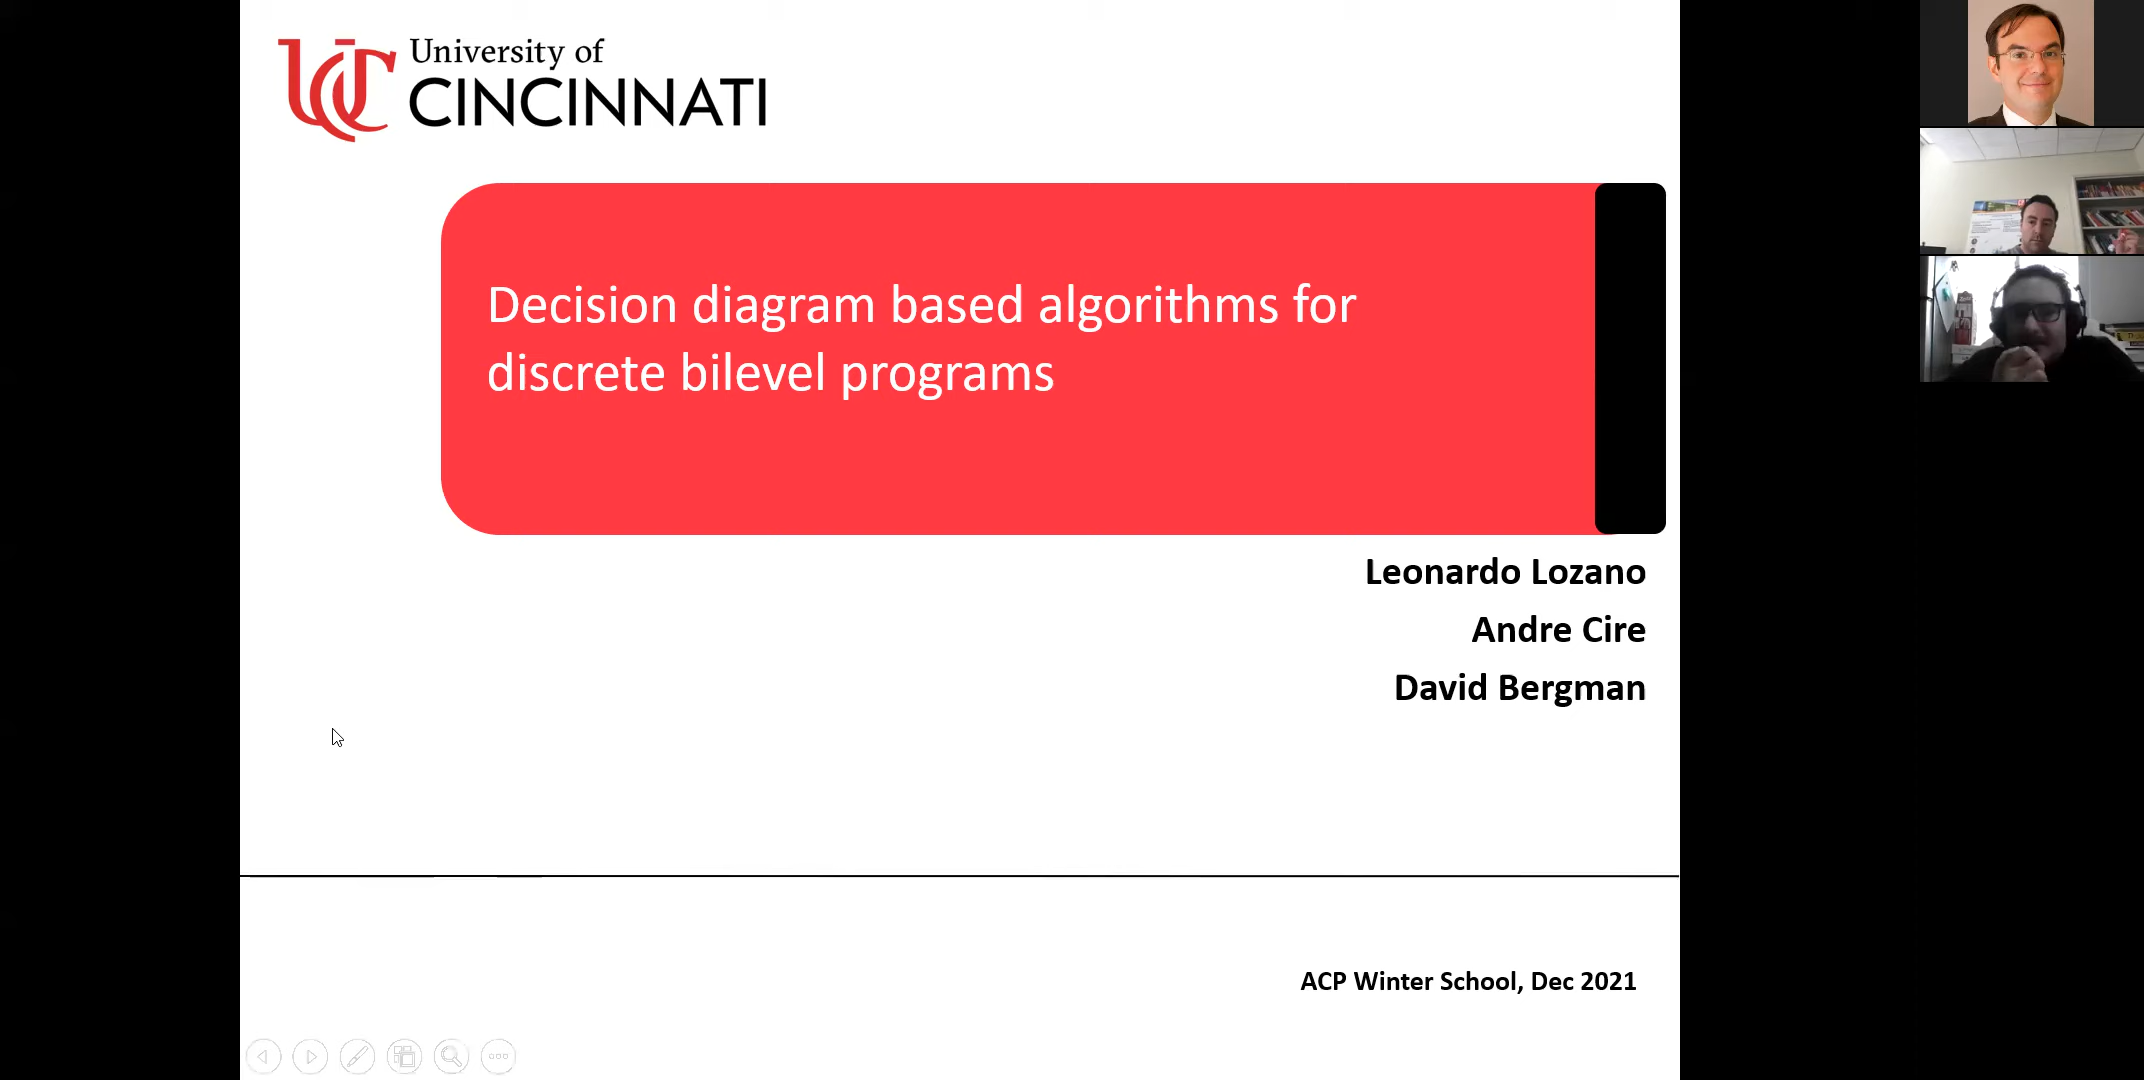 University of
CINCINNATI
Decision diagram based algorithms for
discrete bilevel programs
Leonardo Lozano
Andre Cire
David Bergman
ACP Winter School, Dec 2021